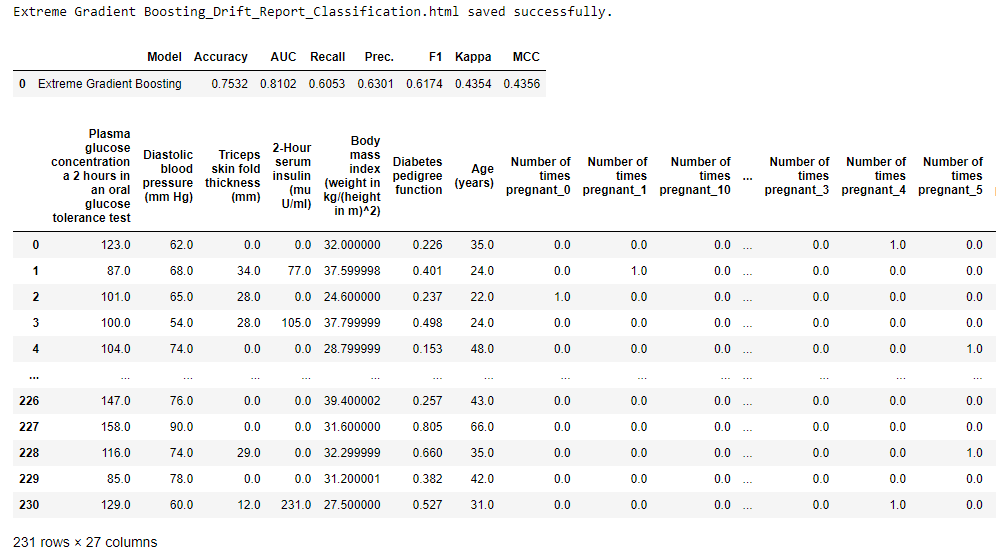 Extreme Gradient Boosting_Drift_Report_Classification.html saved successfully.
Model Accuracy AUC Recall Prec. F1 Kappa MCC
0 Extreme Gradient Boosting 0.7532 0.8102 0.6053 0.6301 0.6174 0.4354 0.4356
Plasma glucose concentration a 2 hours in an oral glucose tolerance test Diastolic blood pressure (mm Hg) Triceps skin fold thickness (mm) 2-Hour serum insulin (mu U/ml) Body mass index (weight in kg/(height in m)^2) Diabetes pedigree function Age (years) Number of times pregnant_0 Number of times pregnant_1 Number of times pregnant_10 ... Number of times pregnant_3 Number of times pregnant_4 Number of times pregnant_5
0 123.0 62.0 0.0 0.0 32.000000 0.226 35.0 0.0 0.0 0.0 ... 0.0 1.0 0.0
1 87.0 68.0 34.0 77.0 37.599998 0.401 24.0 0.0 1.0 0.0 ... 0.0 0.0 0.0
2 101.0 65.0 28.0 0.0 24.600000 0.237 22.0 1.0 0.0 0.0 ... 0.0 0.0 0.0
3 100.0 54.0 28.0 105.0 37.799999 0.498 24.0 0.0 0.0 0.0 ... 0.0 0.0 0.0
4 104.0 74.0 0.0 0.0 28.799999 0.153 48.0 0.0 0.0 0.0 ... 0.0 0.0 1.0
... ... ... ... ... ... ... ... ... ... ... ... ... ... ...
226 147.0 76.0 0.0 0.0 39.400002 0.257 43.0 0.0 0.0 0.0 ... 0.0 0.0 0.0
227 158.0 90.0 0.0 0.0 31.600000 0.805 66.0 0.0 0.0 0.0 ... 0.0 0.0 0.0
228 116.0 74.0 29.0 0.0 32.299999 0.660 35.0 0.0 0.0 0.0 ... 0.0 0.0 1.0
229 85.0 78.0 0.0 0.0 31.200001 0.382 42.0 0.0 0.0 0.0 ... 0.0 0.0 0.0
230 129.0 60.0 12.0 231.0 27.500000 0.527 31.0 0.0 0.0 0.0 ... 0.0 1.0 0.0
231 rows × 27 columns